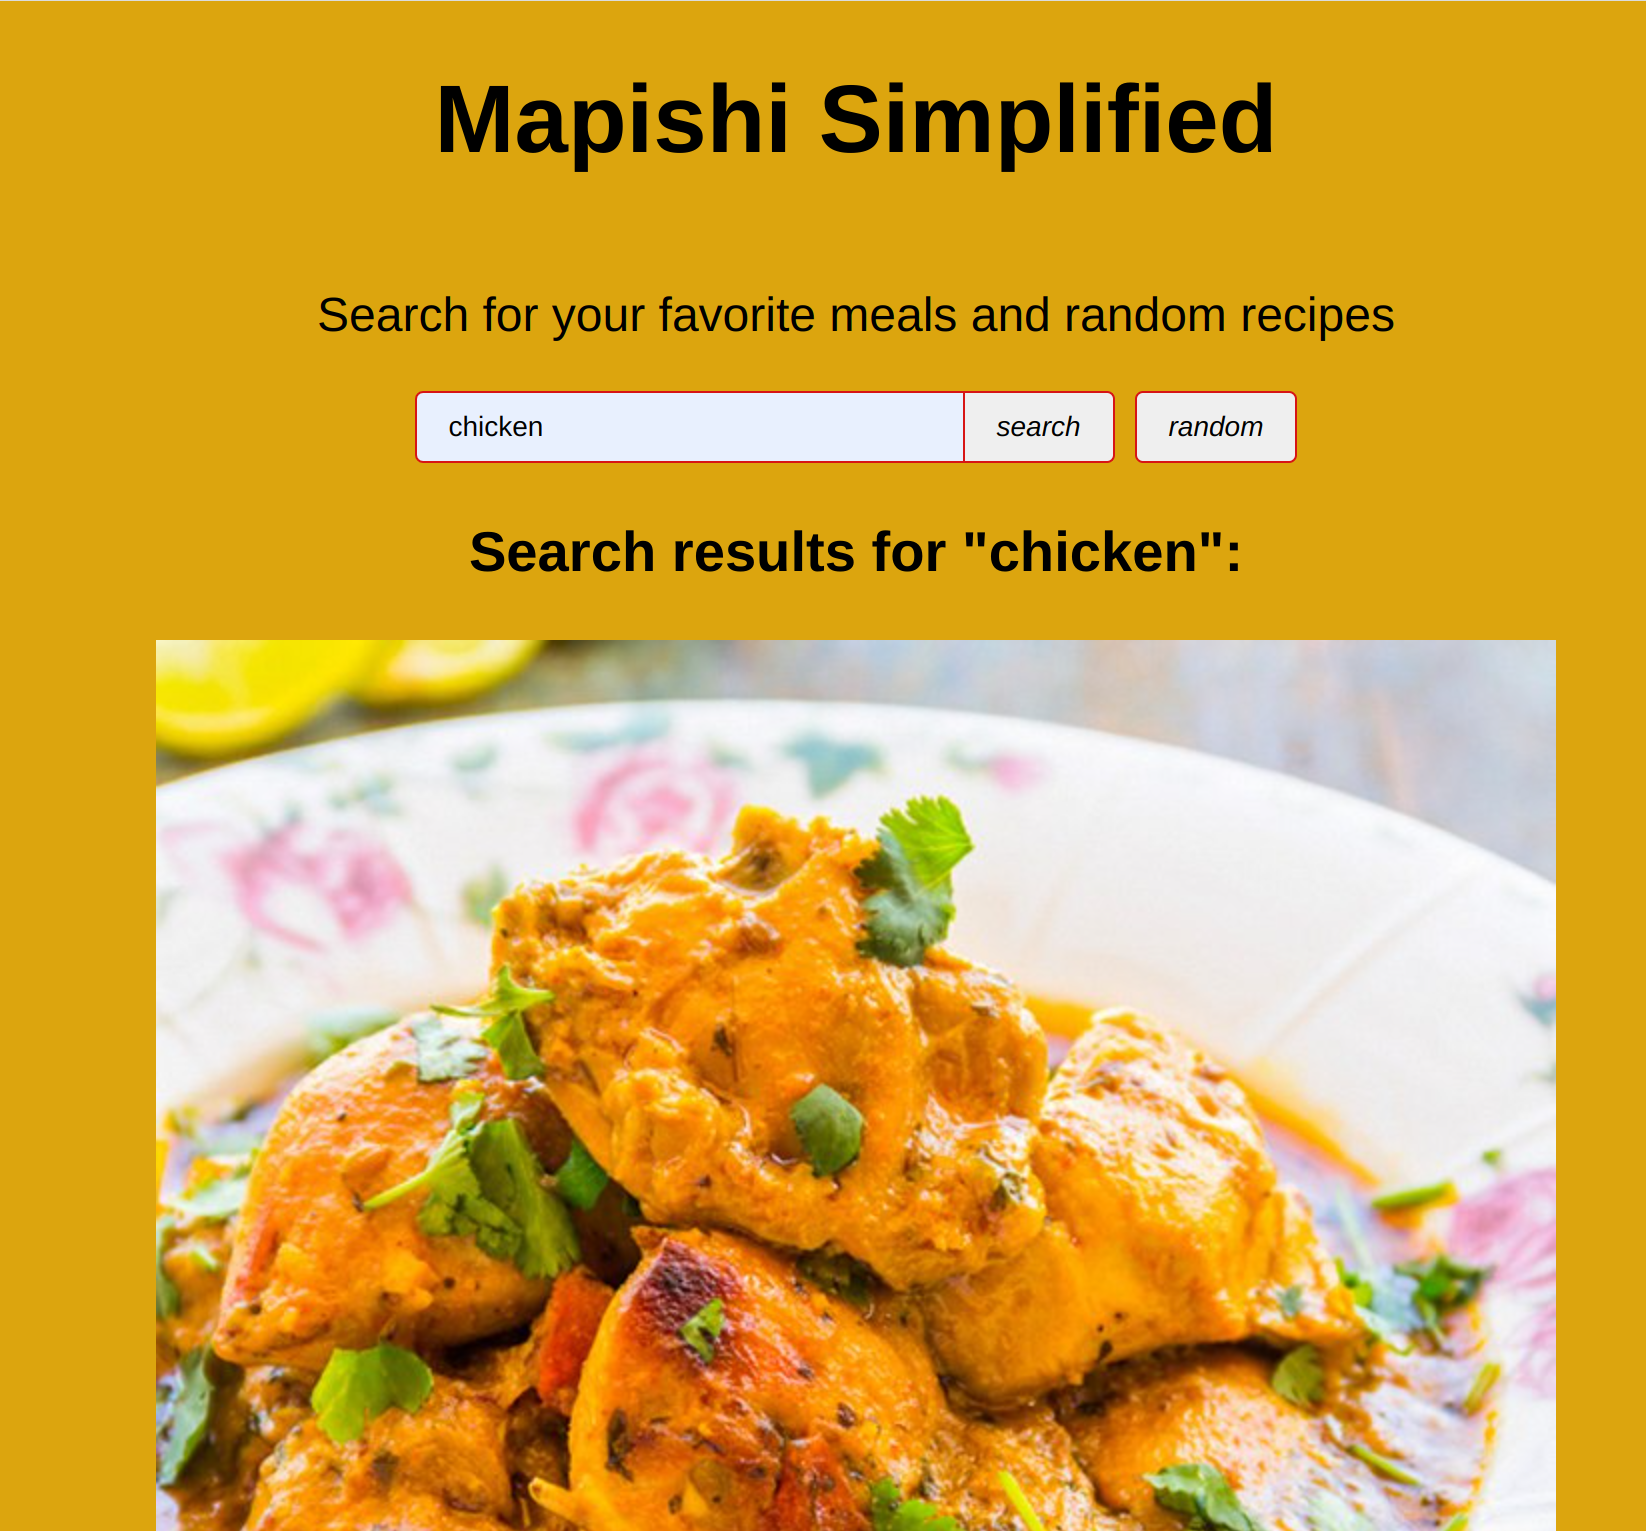 Mapishi Simplified
Search for your favorite meals and random recipes
chicken
search
random
Search results for "chicken":